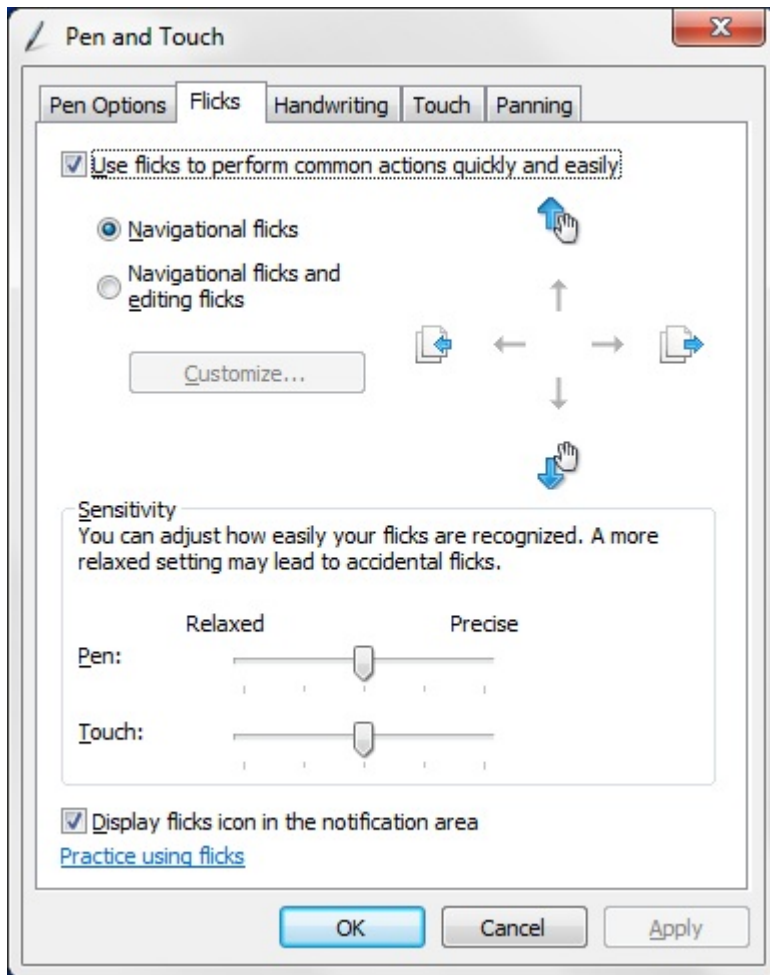 Pen and Touch
Pen Options Flicks Handwriting Touch Panning
Use flicks to perform common actions quickly and easily
Navigational flicks
Navigational flicks and
editing flicks
Customize...
Sensitivity
You can adjust how easily your flicks are recognized. A more
relaxed setting may lead to accidental flicks.
Relaxed Precise
Pen:
Touch:
Display flicks icon in the notification area
Practice using flicks
OK Cancel Apply